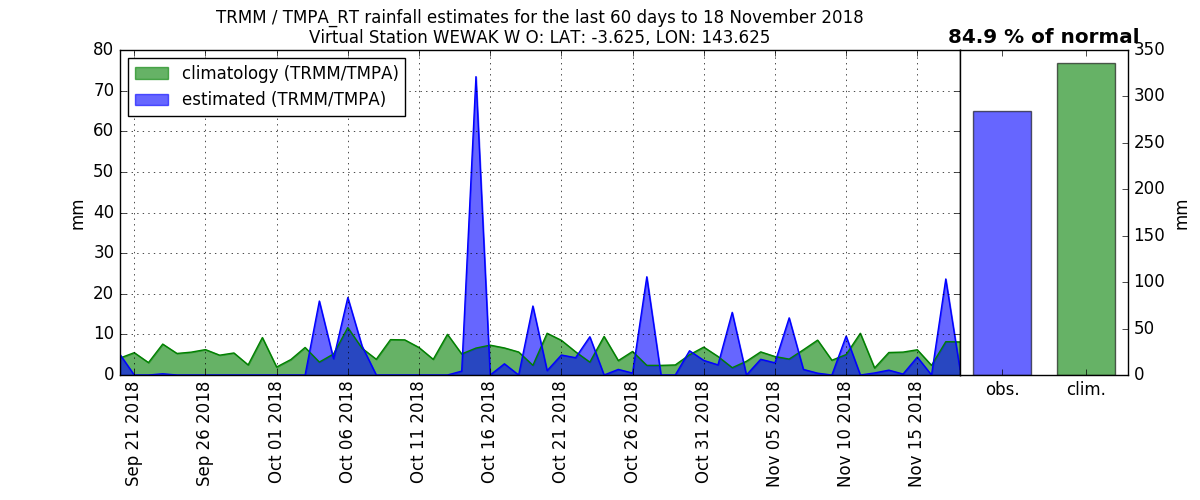 TRMM / TMPA_RT rainfall estimates for the last 60 days to 18 November 2018
Virtual Station WEWAK W O: LAT: -3.625, LON: 143.625
84.9 % of normal
climatology (TRMM/TMPA)
estimated (TRMM/TMPA)
mm
80
70
60
50
40
30
20
10
0
Sep 21 2018
Sep 26 2018
Oct 01 2018
Oct 06 2018
Oct 11 2018
Oct 16 2018
Oct 21 2018
Oct 26 2018
Oct 31 2018
Nov 05 2018
Nov 10 2018
Nov 15 2018
obs.
clim.
350
300
250
200
150
100
50
0
mm